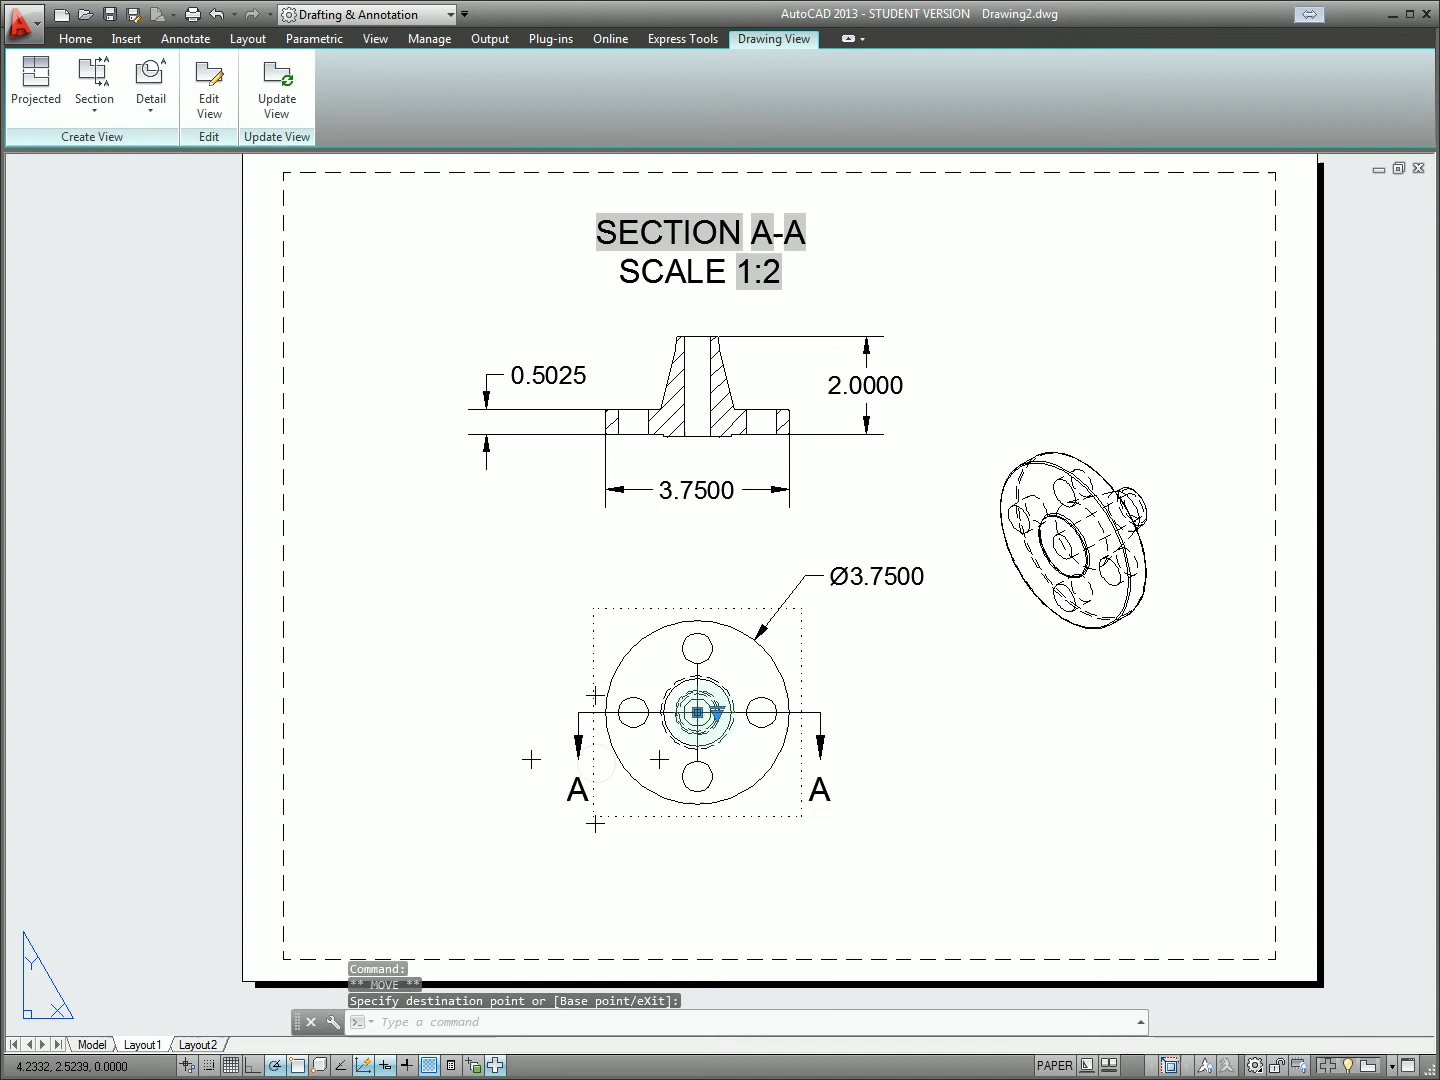 Drafting & Annotation
AutoCAD 2013 - STUDENT VERSION Drawing2.dwg
Home Insert Annotate Layout Parametric View Manage Output Plug-ins Online Express Tools Drawing View
Projected Section Detail Edit View Update View
A
A
A
Create View Edit Update View
SECTION A-A
SCALE 1:2
0.5025
2.0000
3.7500
Ø3.7500
A A
Y
X
Command:
** MOVE **
Specify destination point or [Base point/eXit]:
Type a command
Model Layout1 Layout2
4.2332, 2.5239, 0.0000 PAPER